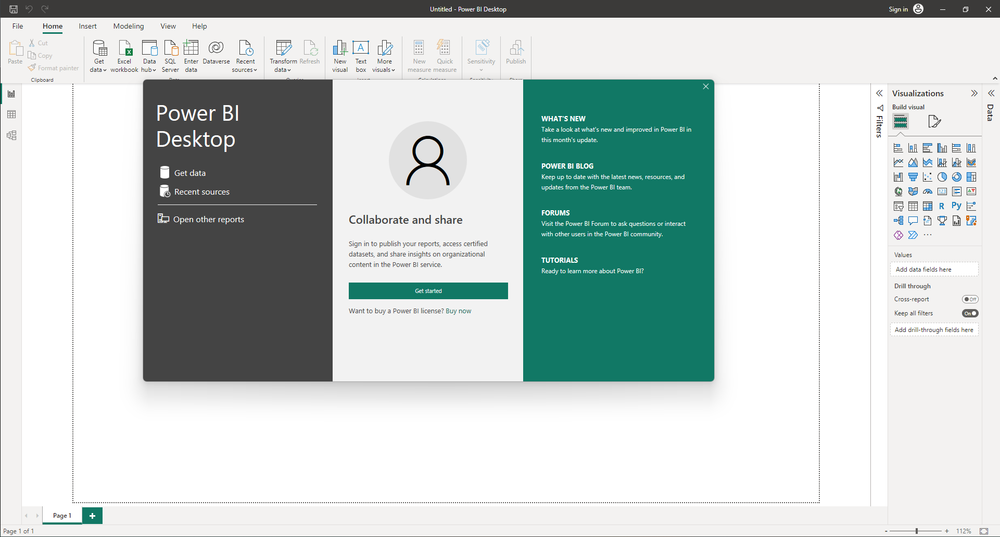 Untitled - Power BI Desktop
Sign in
File
Home
Insert
Modeling
View
Help
Paste
Cut
Copy
Format painter
Clipboard
Get
data
Excel
workbook
Data
hub
SQL
Server
Enter
data
Dataverse
Recent
sources
Transform
data
Refresh
New
visual
Text
box
More
visuals
New
measure
Quick
measure
Sensitivity
Publish
Power BI
Desktop
Get data
Recent sources
Open other reports
Collaborate and share
Sign in to publish your reports, access certified
datasets, and share insights on organizational
content in the Power BI service.
Get started
Want to buy a Power BI license? Buy now
WHAT'S NEW
Take a look at what's new and improved in Power BI in
this month's update.
POWER BI BLOG
Keep up to date with the latest news, resources, and
updates from the Power BI team.
FORUMS
Visit the Power BI Forum to ask questions or interact
with other users in the Power BI community.
TUTORIALS
Ready to learn more about Power BI?
Filters
Visualizations
Build visual
123
R
Py
Values
Add data fields here
Drill through
Cross-report
Off
Keep all filters
On
Add drill-through fields here
Data
Page 1
Page 1 of 1
112%